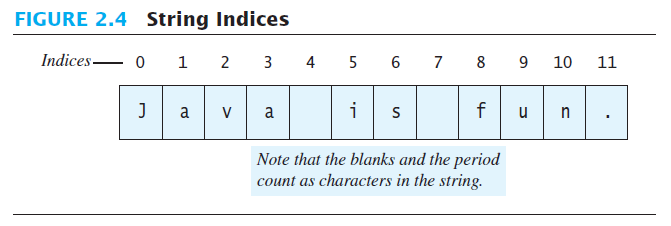 FIGURE 2.4 String Indices
Indices 0 1 2 3 4 5 6 7 8 9 10 11
J a v a i s f u n .
Note that the blanks and the period
count as characters in the string.